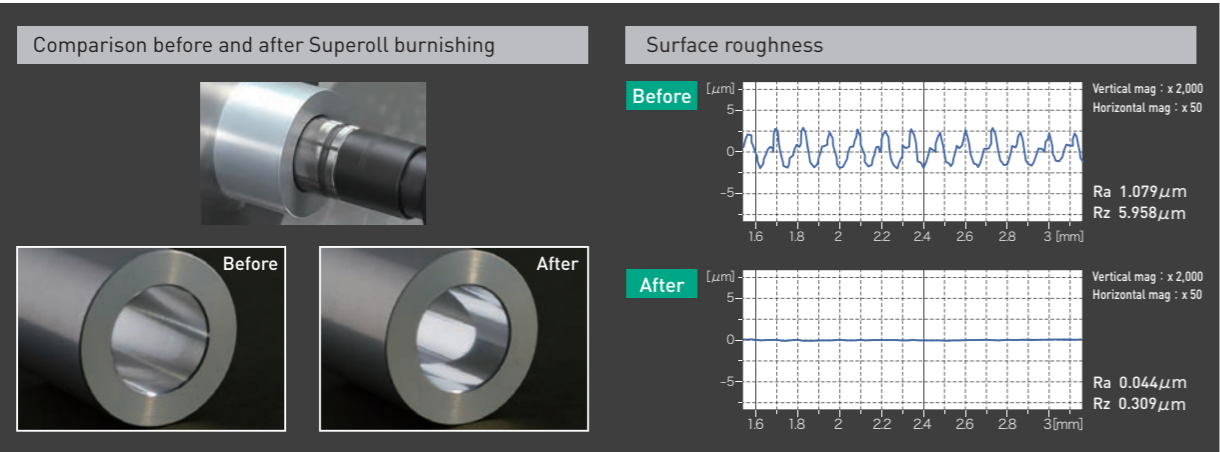 Comparison before and after Superoll burnishing
Before
After
Surface roughness
Before
[μm]
5
0
-5
1.6 1.8 2 2.2 2.4 2.6 2.8 3 [mm]
Vertical mag : x 2,000
Horizontal mag : x 50
Ra 1.079μm
Rz 5.958μm
After
[μm]
5
0
-5
1.6 1.8 2 2.2 2.4 2.6 2.8 3[mm]
Vertical mag : x 2,000
Horizontal mag : x 50
Ra 0.044μm
Rz 0.309μm